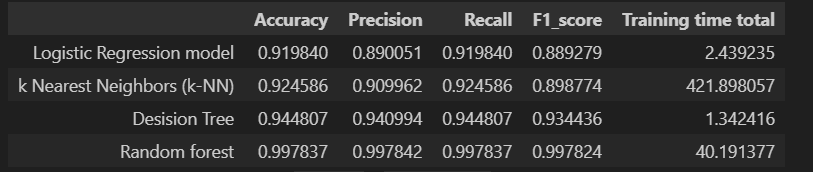 Accuracy Precision Recall F1_score Training time total
Logistic Regression model 0.919840 0.890051 0.919840 0.889279 2.439235
k Nearest Neighbors (k-NN) 0.924586 0.909962 0.924586 0.898774 421.898057
Desision Tree 0.944807 0.940994 0.944807 0.934436 1.342416
Random forest 0.997837 0.997842 0.997837 0.997824 40.191377